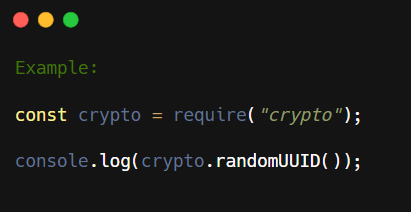 Example:
const crypto = require("crypto");
console.log(crypto.randomUUID());